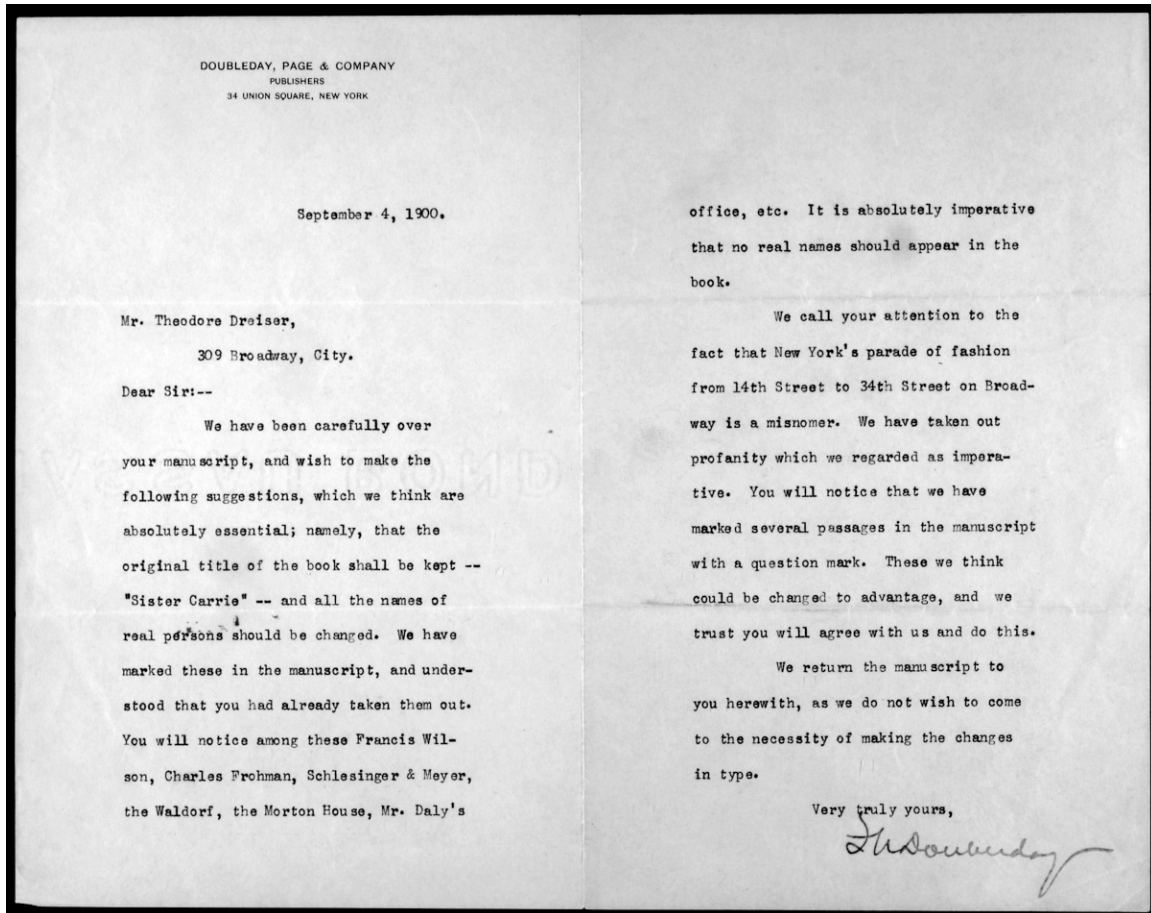 DOUBLEDAY, PAGE & COMPANY
PUBLISHERS
34 UNION SQUARE, NEW YORK
September 4, 1900.
Mr. Theodore Dreiser,
309 Broadway, City.
Dear Sir:--
We have been carefully over
your manuscript, and wish to make the
following suggestions, which we think are
absolutely essential; namely, that the
original title of the book shall be kept --
"Sister Carrie" -- and all the names of
real persons should be changed. We have
marked these in the manuscript, and under-
stood that you had already taken them out.
You will notice among these Francis Wil-
son, Charles Frohman, Schlesinger & Meyer,
the Waldorf, the Morton House, Mr. Daly's
office, etc. It is absolutely imperative
that no real names should appear in the
book.
We call your attention to the
fact that New York's parade of fashion
from 14th Street to 34th Street on Broad-
way is a misnomer. We have taken out
profanity which we regarded as impera-
tive. You will notice that we have
marked several passages in the manuscript
with a question mark. These we think
could be changed to advantage, and we
trust you will agree with us and do this.
We return the manuscript to
you herewith, as we do not wish to come
to the necessity of making the changes
in type.
Very truly yours,
F N Doubleday